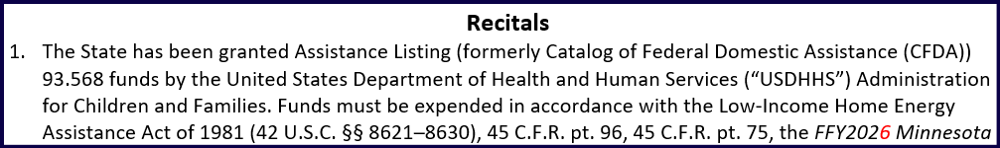 Recitals
1. The State has been granted Assistance Listing (formerly Catalog of Federal Domestic Assistance (CFDA))
93.568 funds by the United States Department of Health and Human Services (“USDHHS”) Administration
for Children and Families. Funds must be expended in accordance with the Low-Income Home Energy
Assistance Act of 1981 (42 U.S.C. §§ 8621–8630), 45 C.F.R. pt. 96, 45 C.F.R. pt. 75, the FFY2026 Minnesota